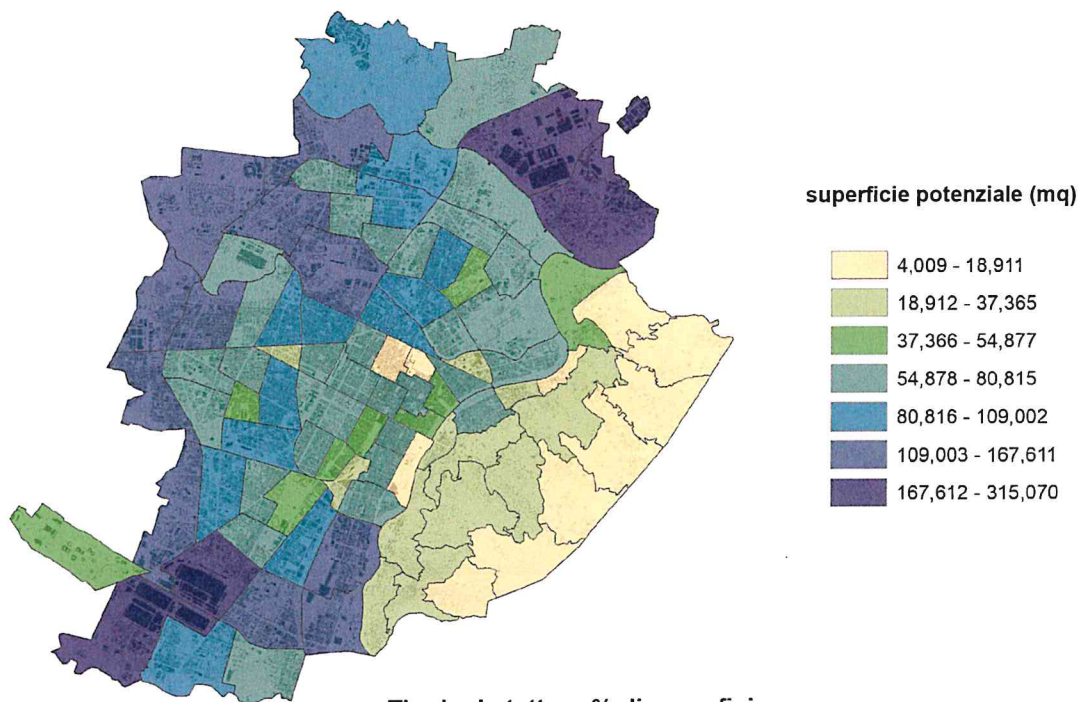 superficie potenziale (mq)
4,009 - 18,911
18,912 - 37,365
37,366 - 54,877
54,878 - 80,815
80,816 - 109,002
109,003 - 167,611
167,612 - 315,070